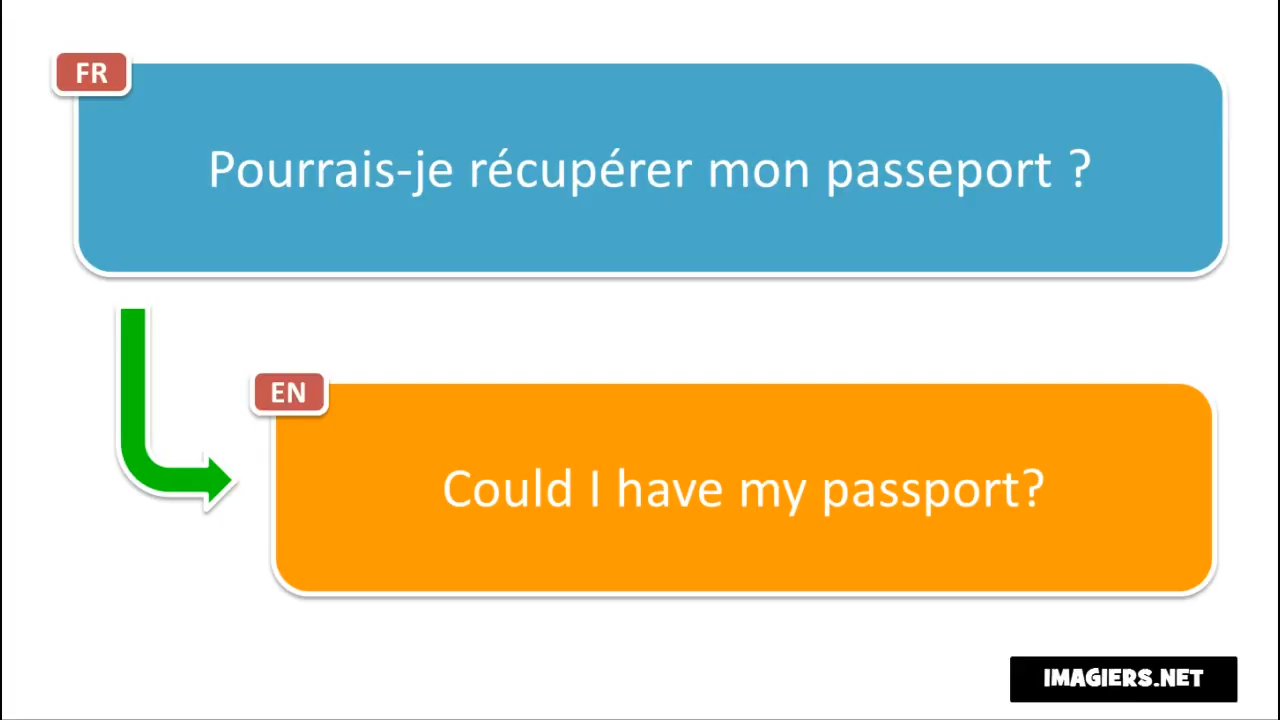 FR
Pourrais-je récupérer mon passeport ?
EN
Could I have my passport?
IMAGIERS.NET